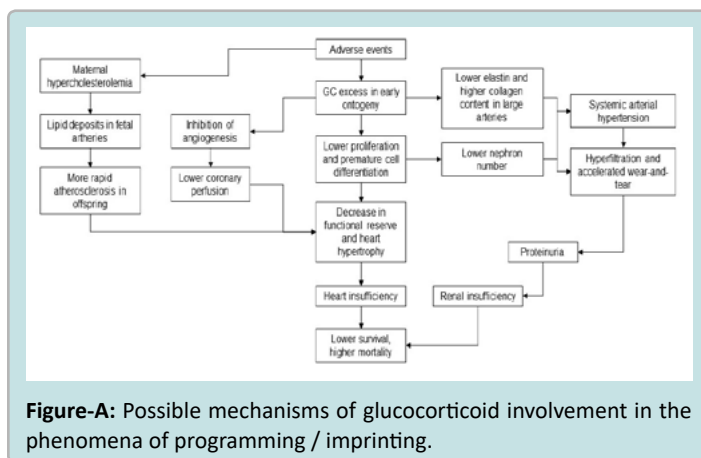 Adverse events
Maternal
hypercholesterolemia
GC excess in early
ontogeny
Lower elastin and
higher collagen
content in large
arteries
Systemic arterial
hypertension
Lipid deposits in fetal
artheries
Inhibition of
angiogenesis
Lower proliferation
and premature cell
differentiation
Lower nephron
number
Hyperfiltration and
accelerated wear-and-
tear
More rapid
atherosclerosis in
offspring
Lower coronary
perfusion
Decrease in
functional reserve
and heart
hypertrophy
Proteinuria
Heart insufficiency
Renal insufficiency
Lower survival,
higher mortality
Figure-A: Possible mechanisms of glucocorticoid involvement in the
phenomena of programming / imprinting.